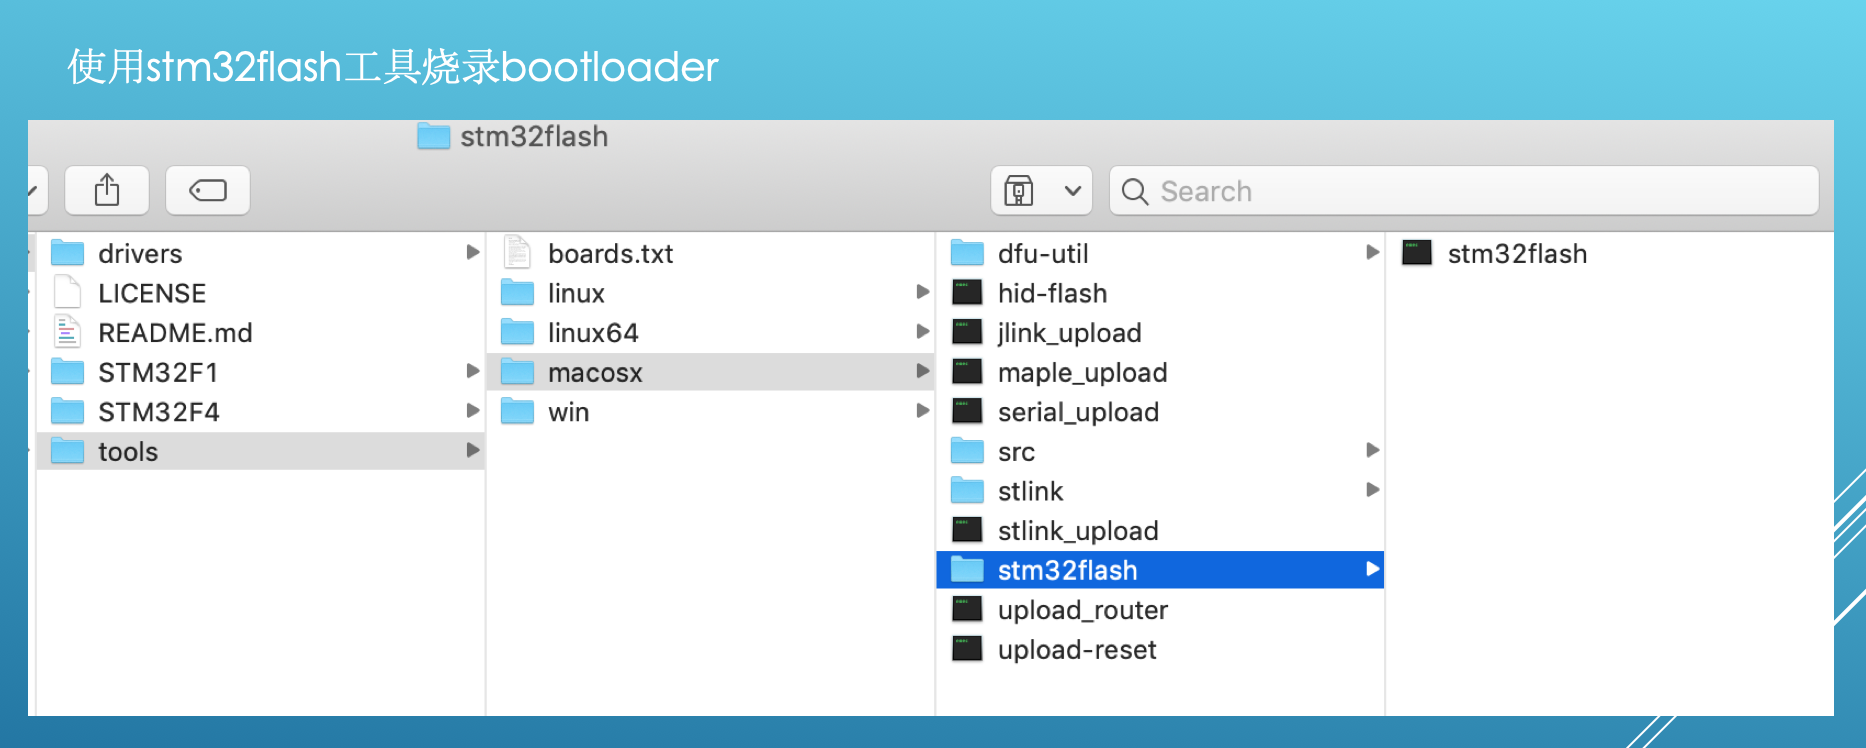 使用stm32flash工具烧录bootloader
stm32flash
Search
drivers
LICENSE
README.md
STM32F1
STM32F4
tools
boards.txt
linux
linux64
macosx
win
dfu-util
hid-flash
jlink_upload
maple_upload
serial_upload
src
stlink
stlink_upload
stm32flash
upload_router
upload-reset
stm32flash